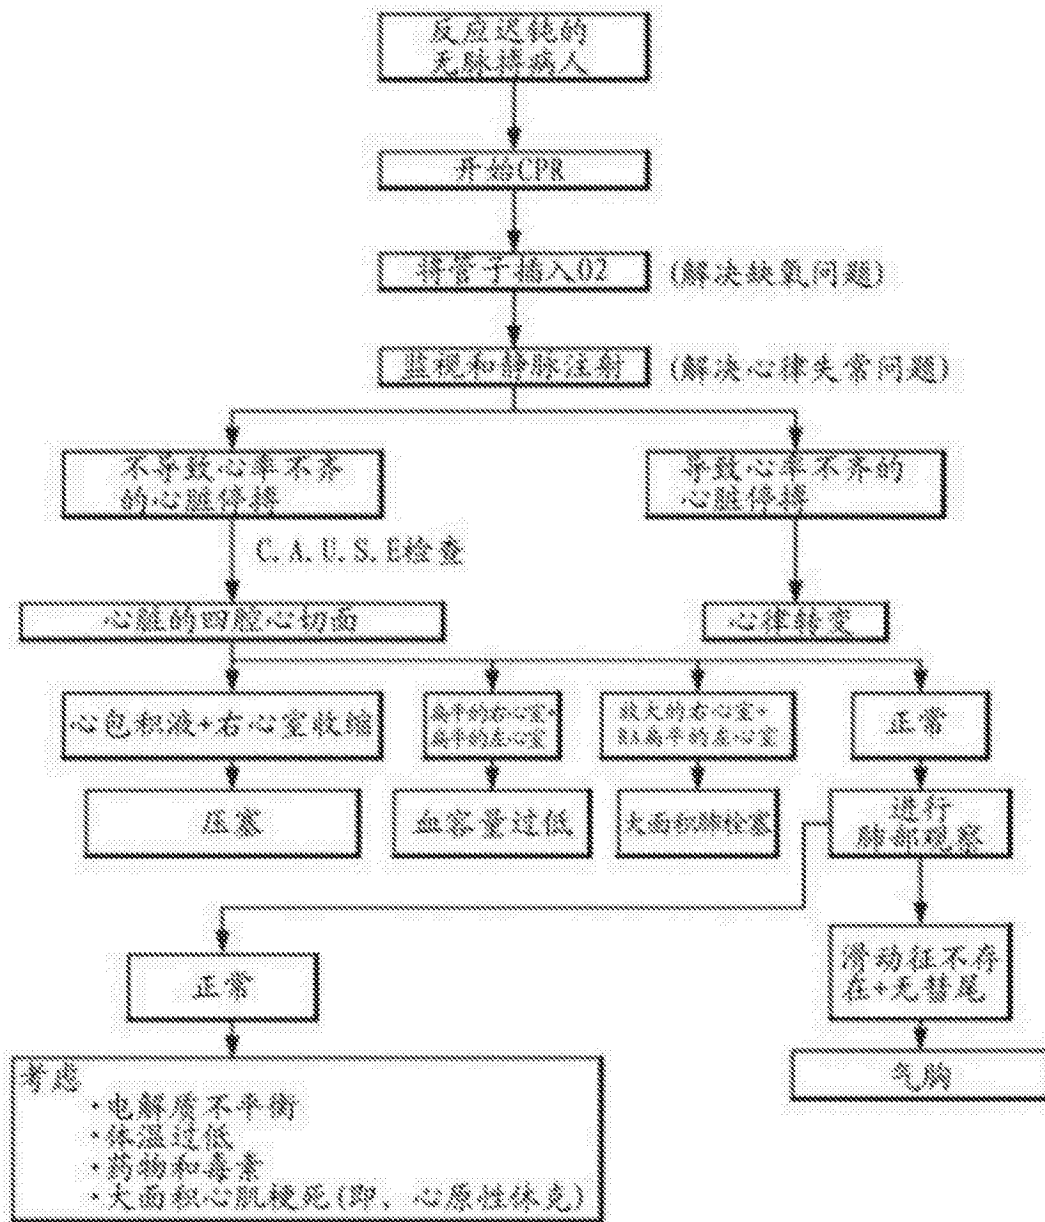 反应迟钝的
无脉搏病人
开始CPR
将管子插入O2
(解决缺氧问题)
监视和静脉注射
(解决心律失常问题)
不导致心率不齐
的心脏停搏
导致心率不齐的
心脏停搏
C.A.U.S.E检查
心脏的四腔心切面
心律转变
心包积液+右心室收缩
扁平的右心室+
扁平的左心室
放大的右心室+
RA扁平的左心室
正常
压塞
血容量过低
大面积肺栓塞
进行
肺部观察
正常
滑动征不存
在+无彗尾
气胸
考虑
·电解质不平衡
·体温过低
·药物和毒素
·大面积心肌梗死(即、心原性休克)